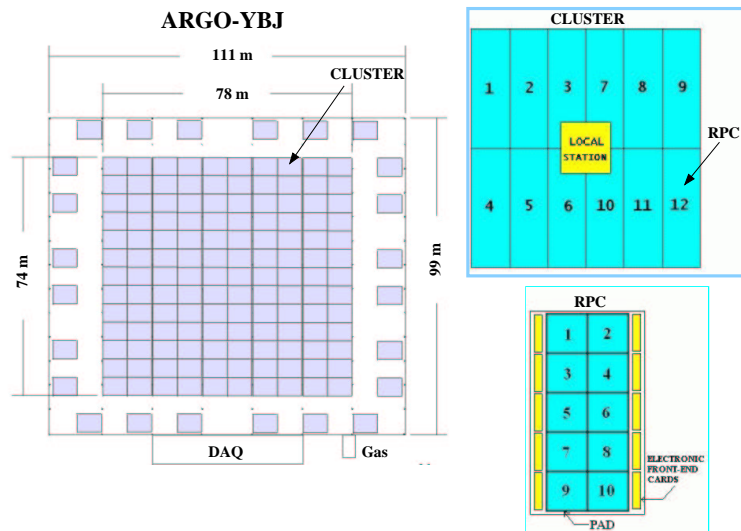 ARGO-YBJ
111 m
CLUSTER
78 m
74 m
99 m
DAQ
Gas
CLUSTER
1 2 3 7 8 9
RPC
LOCAL
STATION
4 5 6 10 11 12
RPC
1 2
3 4
5 6
7 8
9 10
ELECTRONIC
FRONT-END
CARDS
PAD